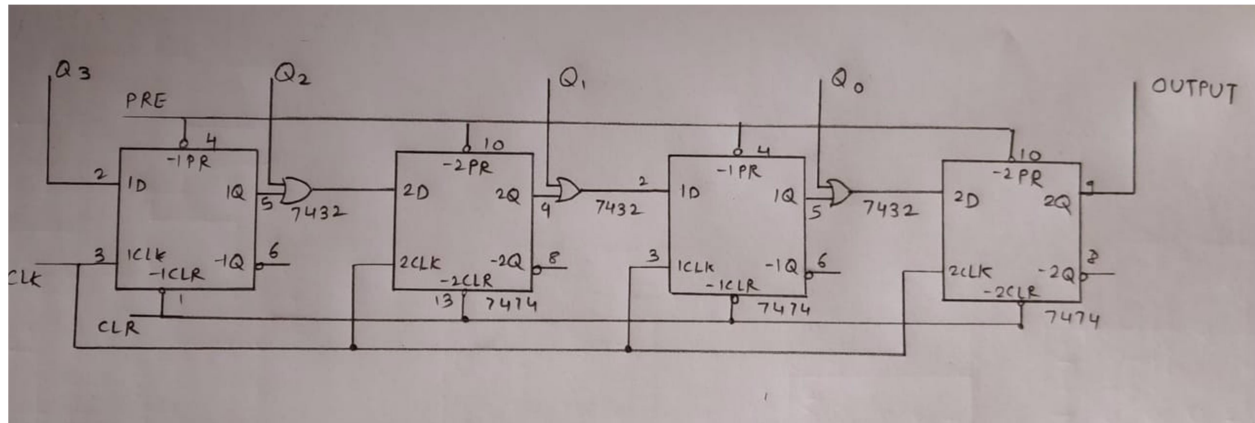 Q3
Q2
Q1
Q0
OUTPUT
PRE
4
10
4
10
-1PR
-2PR
-1PR
-2PR
2
1D
1Q
5
7432
2D
2Q
9
7432
2
1D
1Q
5
7432
2D
2Q
9
CLK
3
1CLK
-1Q
6
-1CLR
1
2CLK
-2Q
8
-2CLR
13
7474
3
1CLK
-1Q
6
-1CLR
7474
2CLK
-2Q
8
-2CLR
7474
CLR